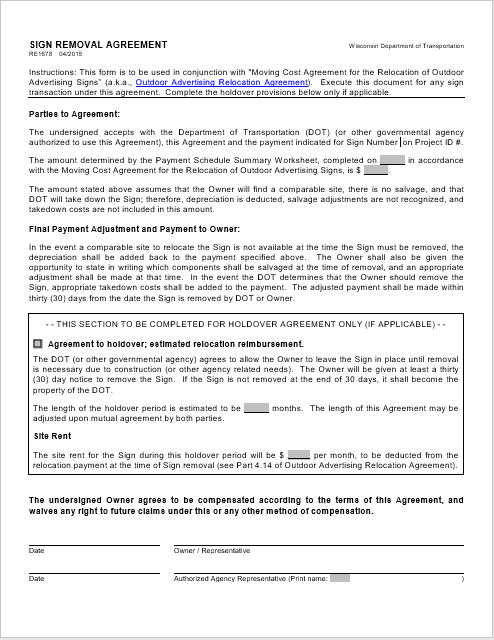 SIGN REMOVAL AGREEMENT
Wisconsin Department of Transportation
RE1678 04/2015
Instructions: This form is to be used in conjunction with "Moving Cost Agreement for the Relocation of Outdoor
Advertising Signs" (a.k.a., Outdoor Advertising Relocation Agreement). Execute this document for any sign
transaction under this agreement. Complete the holdover provisions below only if applicable.
Parties to Agreement:
The undersigned accepts with the Department of Transportation (DOT) (or other governmental agency
authorized to use this Agreement), this Agreement and the payment indicated for Sign Number on Project ID #.
The amount determined by the Payment Schedule Summary Worksheet, completed on in accordance
with the Moving Cost Agreement for the Relocation of Outdoor Advertising Signs, is $ .
The amount stated above assumes that the Owner will find a comparable site, there is no salvage, and that
DOT will take down the Sign; therefore, depreciation is deducted, salvage adjustments are not recognized, and
takedown costs are not included in this amount.
Final Payment Adjustment and Payment to Owner:
In the event a comparable site to relocate the Sign is not available at the time the Sign must be removed, the
depreciation shall be added back to the payment specified above. The Owner shall also be given the
opportunity to state in writing which components shall be salvaged at the time of removal, and an appropriate
adjustment shall be made at that time. In the event the DOT determines that the Owner should remove the
Sign, appropriate takedown costs shall be added to the payment. The adjusted payment shall be made within
thirty (30) days from the date the Sign is removed by DOT or Owner.
- - THIS SECTION TO BE COMPLETED FOR HOLDOVER AGREEMENT ONLY (IF APPLICABLE) - -
Agreement to holdover; estimated relocation reimbursement.
The DOT (or other governmental agency) agrees to allow the Owner to leave the Sign in place until removal
is necessary due to construction (or other agency related needs). The Owner will be given at least a thirty
(30) day notice to remove the Sign. If the Sign is not removed at the end of 30 days, it shall become the
property of the DOT.
The length of the holdover period is estimated to be months. The length of this Agreement may be
adjusted upon mutual agreement by both parties.
Site Rent
The site rent for the Sign during this holdover period will be $ per month, to be deducted from the
relocation payment at the time of Sign removal (see Part 4.14 of Outdoor Advertising Relocation Agreement).
The undersigned Owner agrees to be compensated according to the terms of this Agreement, and
waives any right to future claims under this or any other method of compensation.
Date
Owner / Representative
Date
Authorized Agency Representative (Print name: )